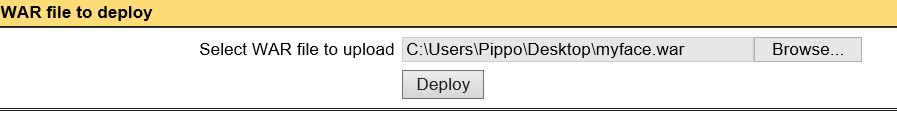 WAR file to deploy
Select WAR file to upload C:\Users\Pippo\Desktop\myface.war Browse...
Deploy